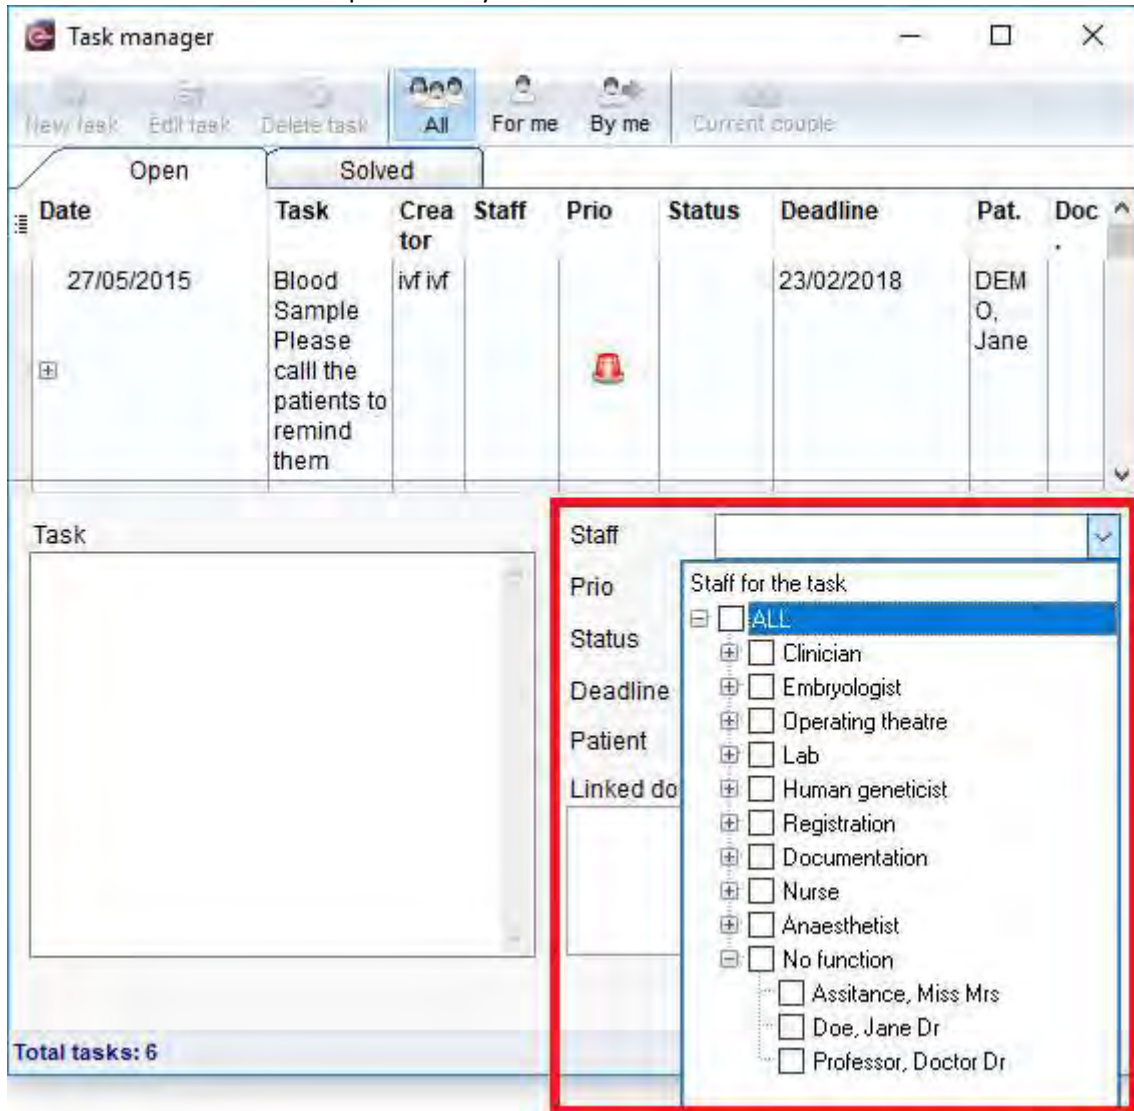 Task manager
New task Edit task Delete task All For me By me Current couple
Open Solved
Date Task Crea Staff Prio Status Deadline Pat. Doc
tor .
27/05/2015 Blood ivf ivf 23/02/2018 DEM
Sample O,
Please Jane
calll the
patients to
remind
them
Task
Staff
Prio
Status
Deadline
Patient
Linked do
Staff for the task
ALL
Clinician
Embryologist
Operating theatre
Lab
Human geneticist
Registration
Documentation
Nurse
Anaesthetist
No function
Assitance, Miss Mrs
Doe, Jane Dr
Professor, Doctor Dr
Total tasks: 6